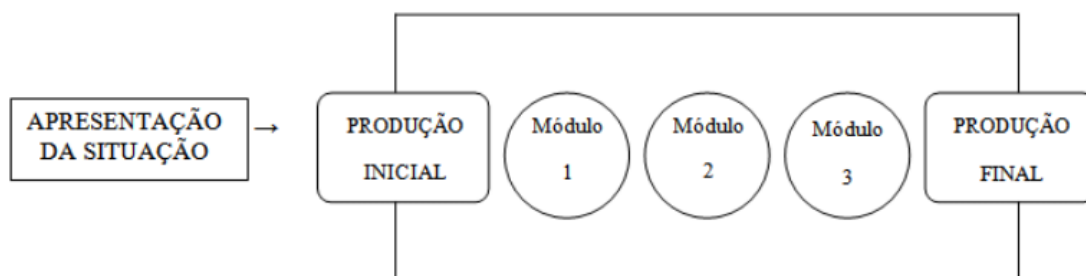 APRESENTAÇÃO
DA SITUAÇÃO
→
PRODUÇÃO
INICIAL
Módulo
1
Módulo
2
Módulo
3
PRODUÇÃO
FINAL